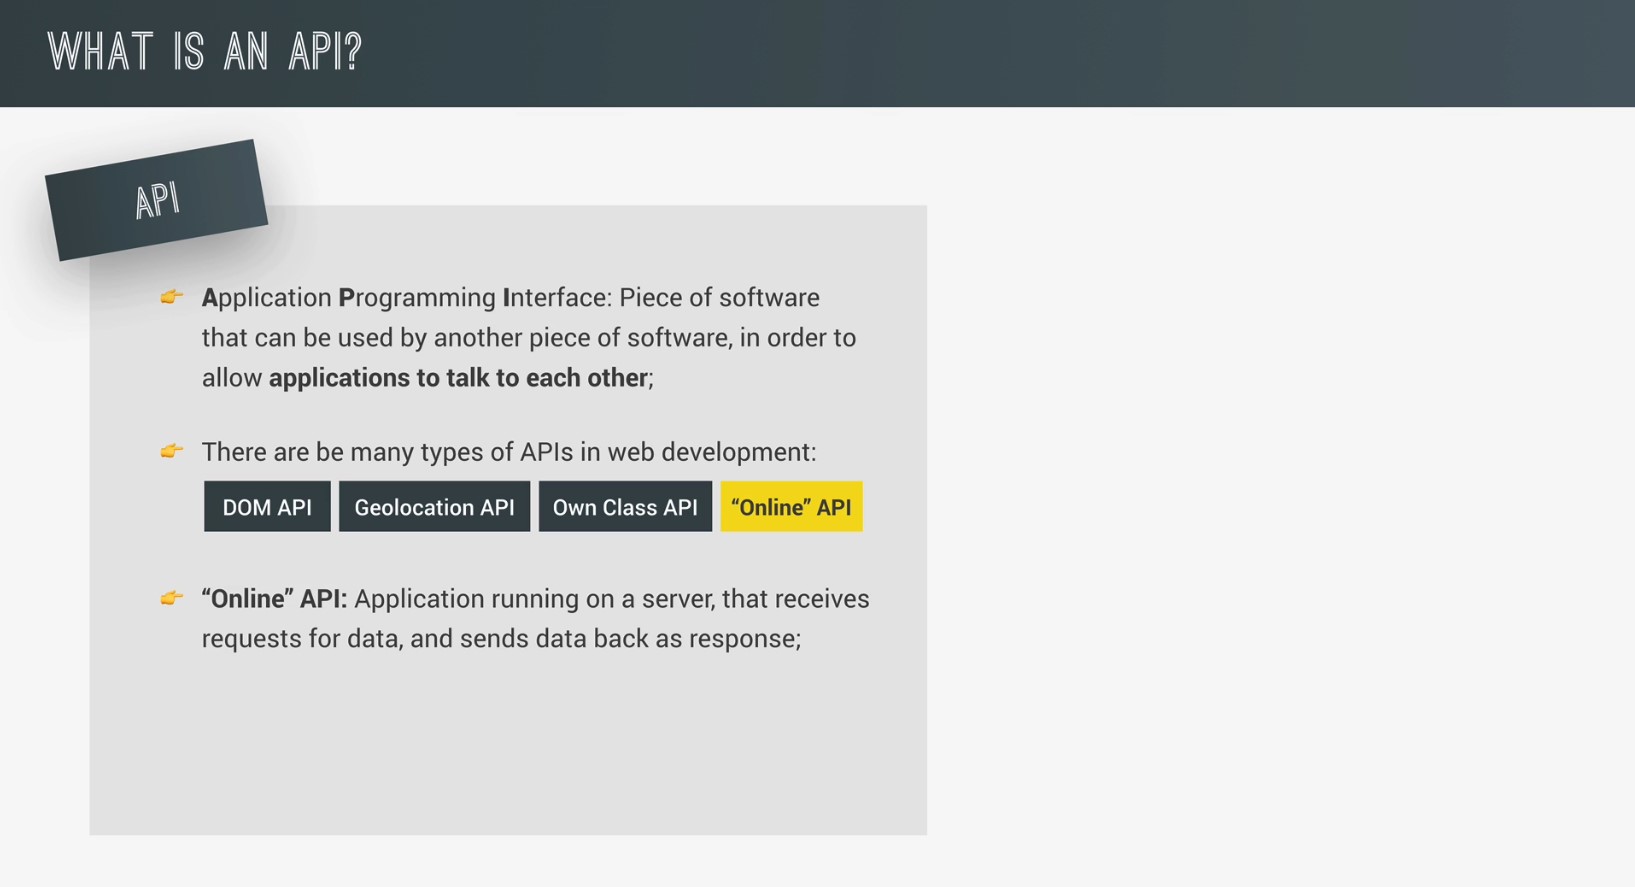 WHAT IS AN API?
API
👉 Application Programming Interface: Piece of software
that can be used by another piece of software, in order to
allow applications to talk to each other;
👉 There are be many types of APIs in web development:
DOM API Geolocation API Own Class API “Online” API
👉 “Online” API: Application running on a server, that receives
requests for data, and sends data back as response;